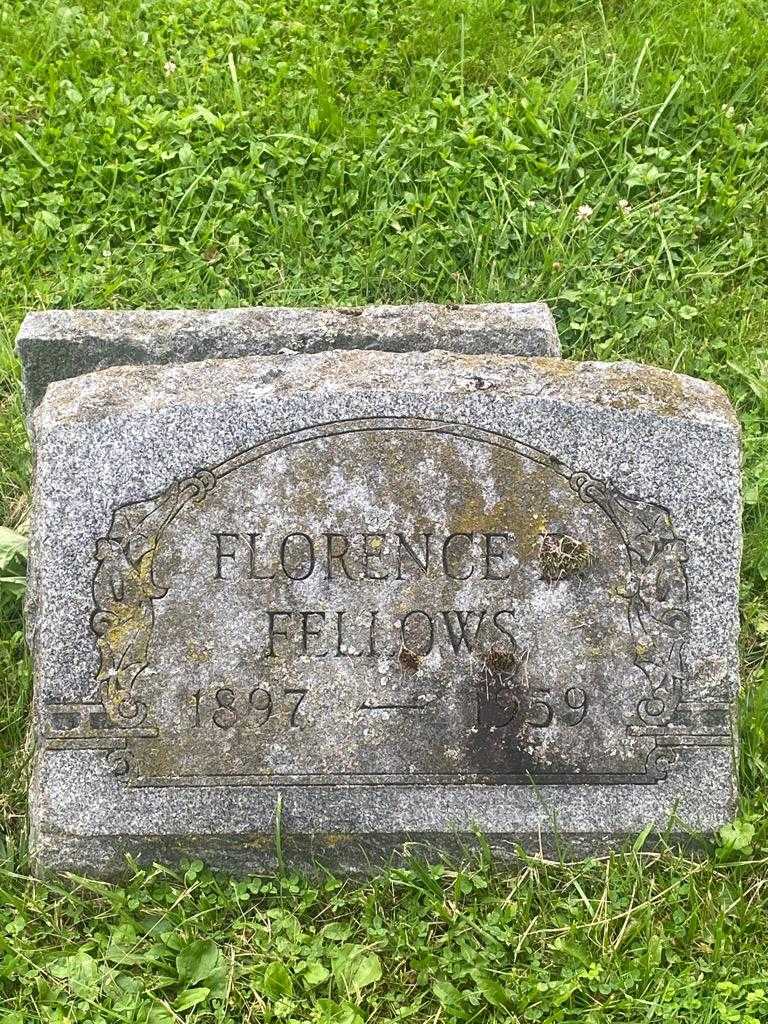 FLORENCE
FELLOWS
1897 — 1959